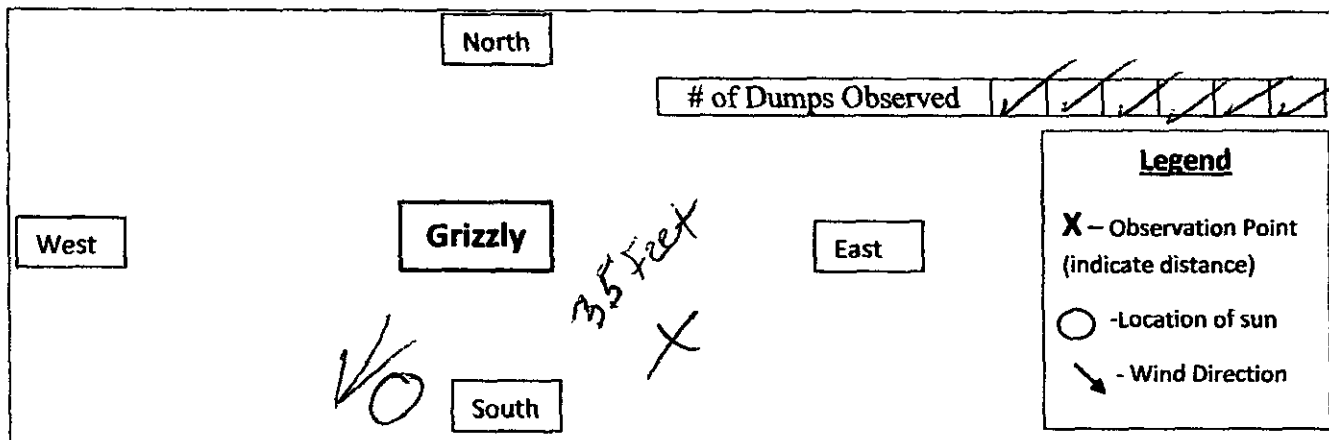 North
# of Dumps Observed ✓ ✓ ✓ ✓ ✓ ✓
Legend
X – Observation Point
(indicate distance)
-Location of sun
- Wind Direction
West
Grizzly
35 Feet
East
X
South